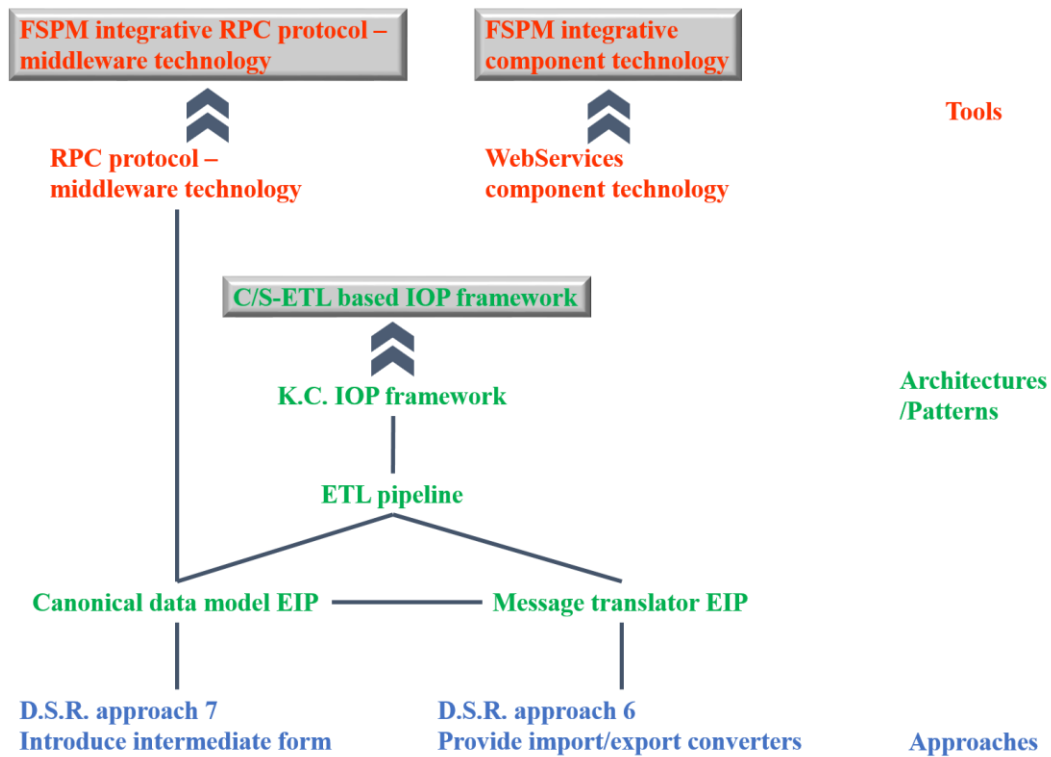 FSPM integrative RPC protocol –
middleware technology
FSPM integrative
component technology
Tools
RPC protocol –
middleware technology
WebServices
component technology
C/S-ETL based IOP framework
Architectures
/Patterns
K.C. IOP framework
ETL pipeline
Canonical data model EIP
Message translator EIP
D.S.R. approach 7
Introduce intermediate form
D.S.R. approach 6
Provide import/export converters
Approaches